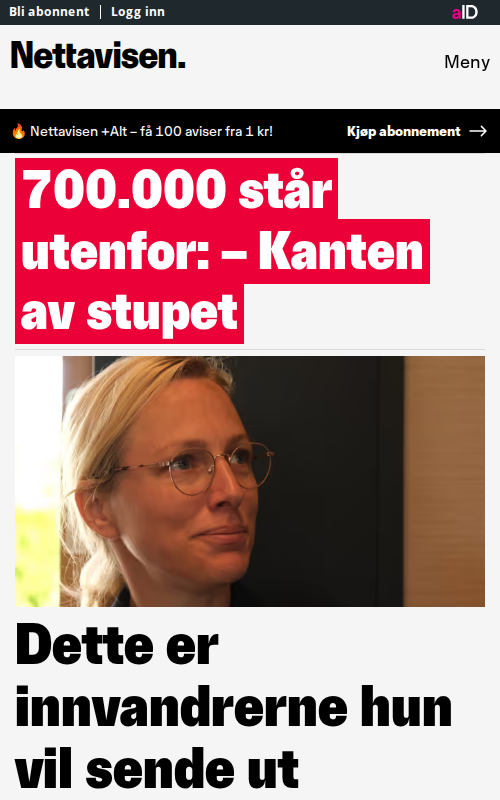 Bli abonnent | Logg inn
aID
Nettavisen.
Meny
🔥 Nettavisen +Alt – få 100 aviser fra 1 kr!
Kjøp abonnement →
700.000 står
utenfor: – Kanten
av stupet
Dette er
innvandrerne hun
vil sende ut